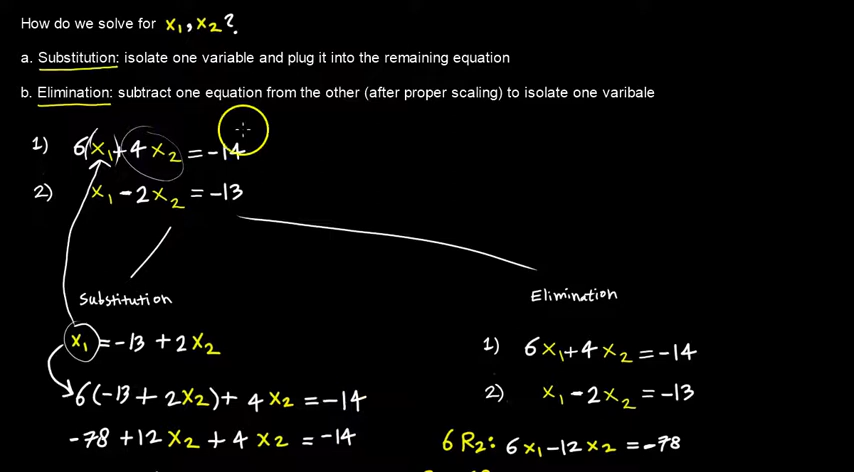 How do we solve for x₁, x₂?
a. Substitution: isolate one variable and plug it into the remaining equation
b. Elimination: subtract one equation from the other (after proper scaling) to isolate one varibale
1) 6(x₁)+4x₂=-14
2) x₁-2x₂=-13
Substitution
x₁=-13+2x₂
6(-13+2x₂)+4x₂=-14
-78+12x₂+4x₂=-14
Elimination
1) 6x₁+4x₂=-14
2) x₁-2x₂=-13
6R₂: 6x₁-12x₂=-78